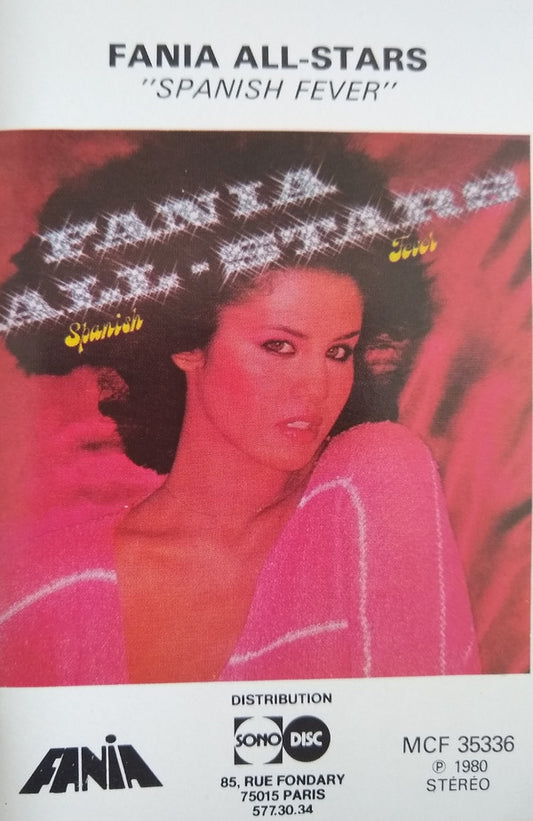 FANIA ALL-STARS
"SPANISH FEVER"
FANIA
ALL-STARS
Spanish
Fever
DISTRIBUTION
SONO DISC
FANIA
85, RUE FONDARY
75015 PARIS
577.30.34
MCF 35336
℗ 1980
STÉRÉO